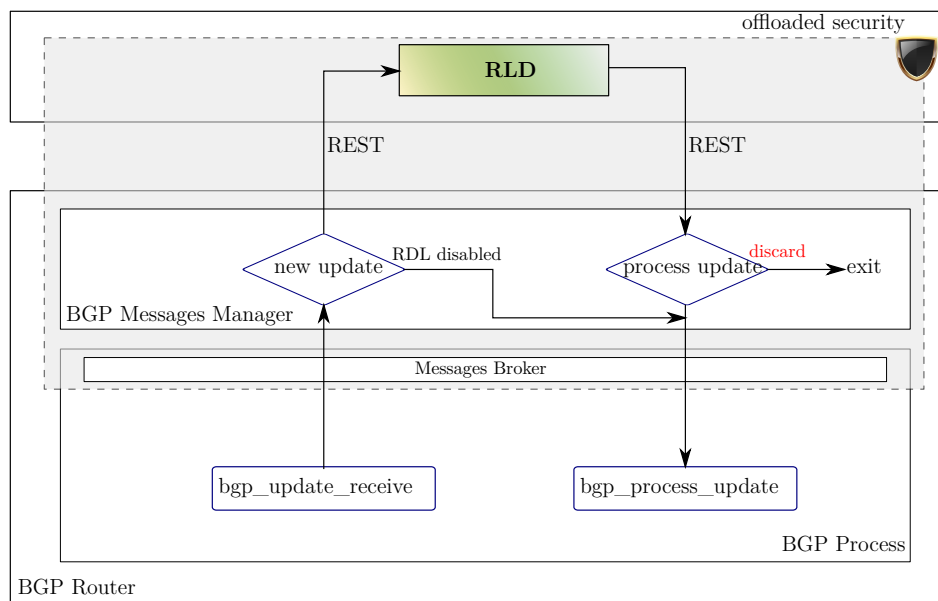 offloaded security
RLD
REST
REST
new update
RDL disabled
process update
discard
exit
BGP Messages Manager
Messages Broker
bgp_update_receive
bgp_process_update
BGP Process
BGP Router